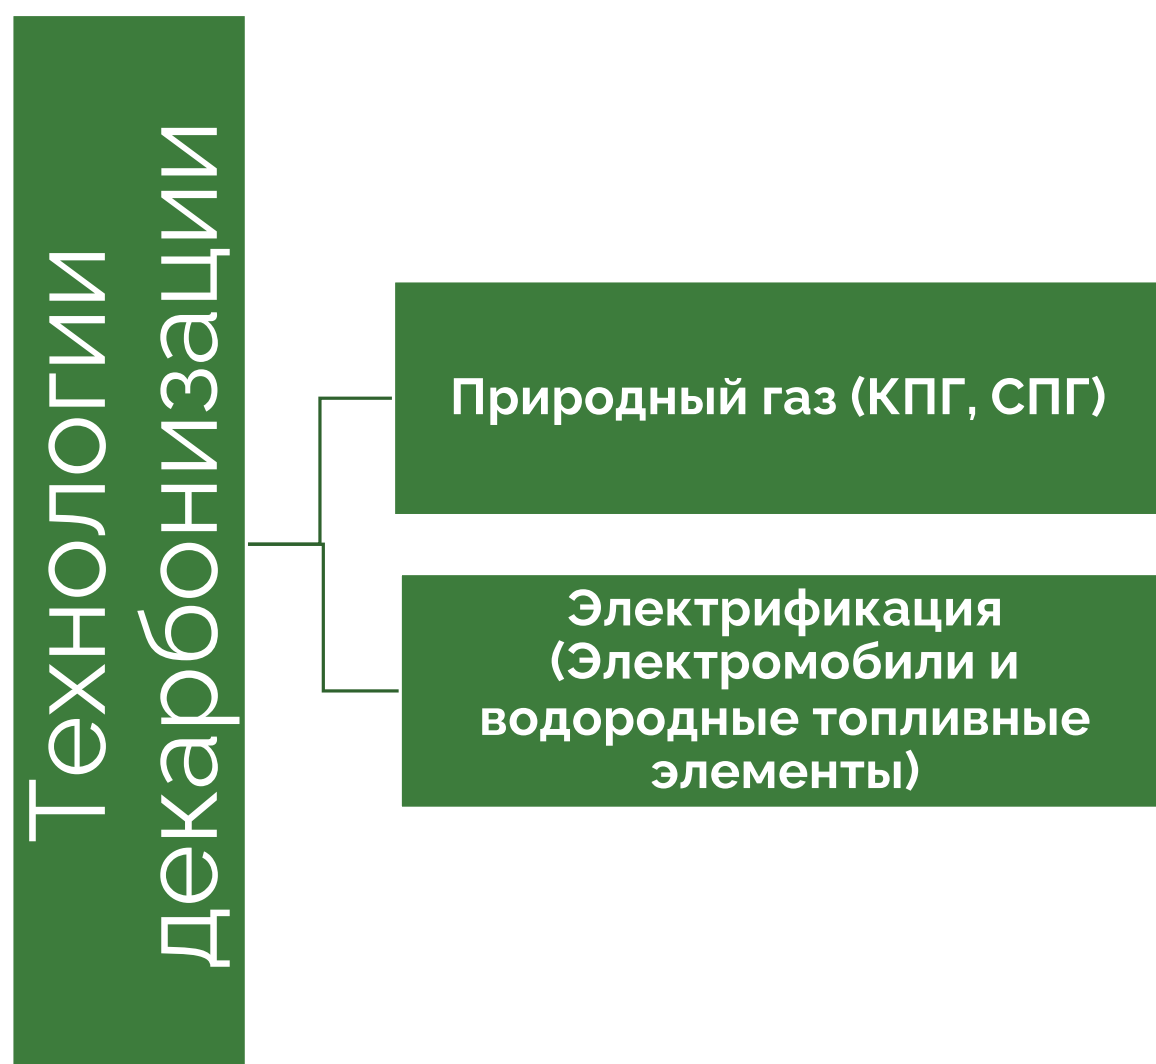 Технологии
декарбонизации
Природный газ (КПГ, СПГ)
Электрификация
(Электромобили и
водородные топливные
элементы)